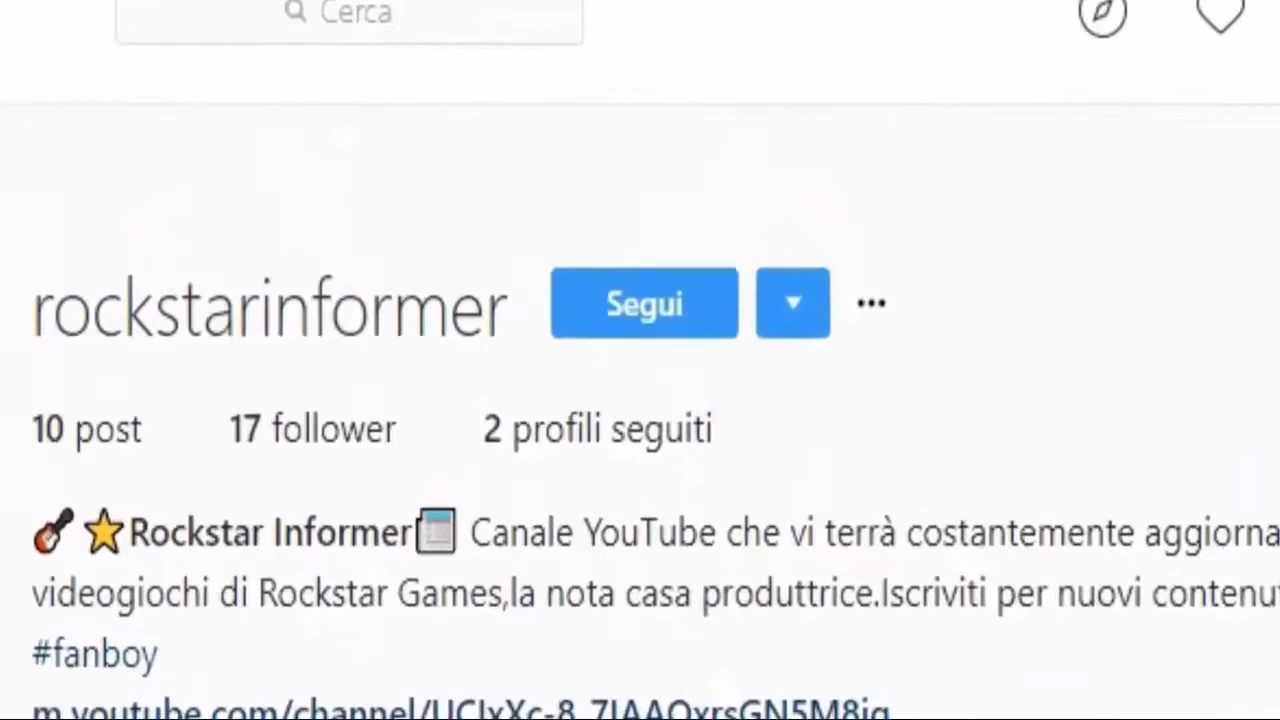 Cerca
rockstarinformer Segui
10 post 17 follower 2 profili seguiti
Rockstar Informer Canale YouTube che vi terrà costantemente aggiorna
videogiochi di Rockstar Games,la nota casa produttrice.Iscriviti per nuovi contenu
#fanboy